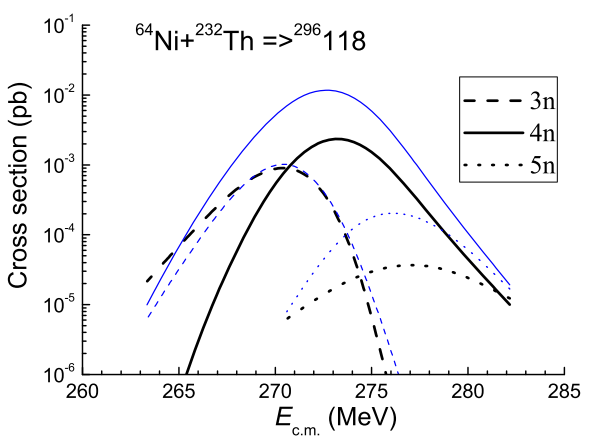 ⁶⁴Ni+²³²Th =>²⁹⁶118
Cross section (pb)
10⁻¹
10⁻²
10⁻³
10⁻⁴
10⁻⁵
10⁻⁶
3n
4n
5n
260 265 270 275 280 285
E_c.m. (MeV)